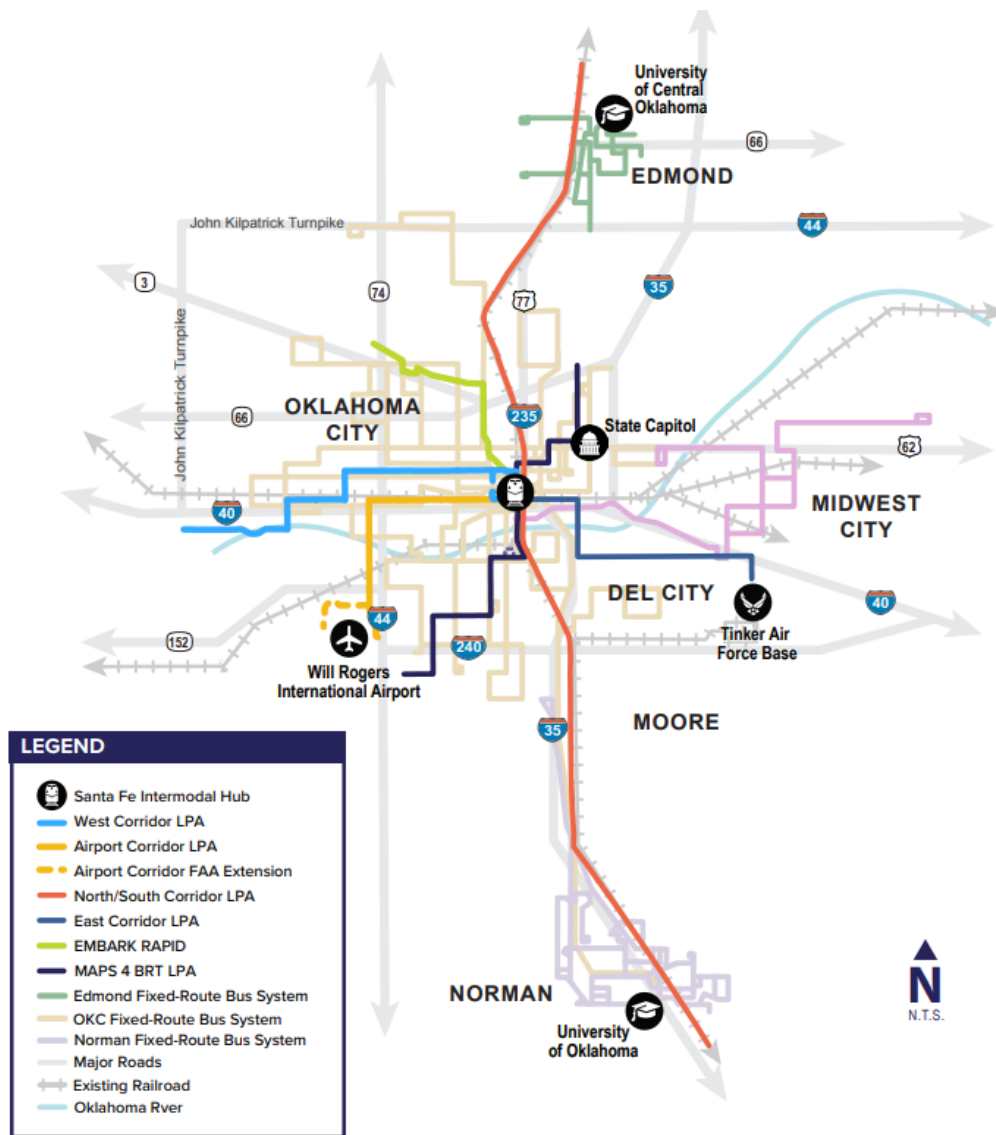 University
of Central
Oklahoma
66
EDMOND
John Kilpatrick Turnpike
44
3
74
77
35
John Kilpatrick Turnpike
OKLAHOMA
CITY
66
235
State Capitol
62
MIDWEST
CITY
40
DEL CITY
40
44
152
240
Tinker Air
Force Base
Will Rogers
International Airport
MOORE
35
NORMAN
University
of Oklahoma
N
N.T.S.
LEGEND
Santa Fe Intermodal Hub
West Corridor LPA
Airport Corridor LPA
Airport Corridor FAA Extension
North/South Corridor LPA
East Corridor LPA
EMBARK RAPID
MAPS 4 BRT LPA
Edmond Fixed-Route Bus System
OKC Fixed-Route Bus System
Norman Fixed-Route Bus System
Major Roads
Existing Railroad
Oklahoma Rver